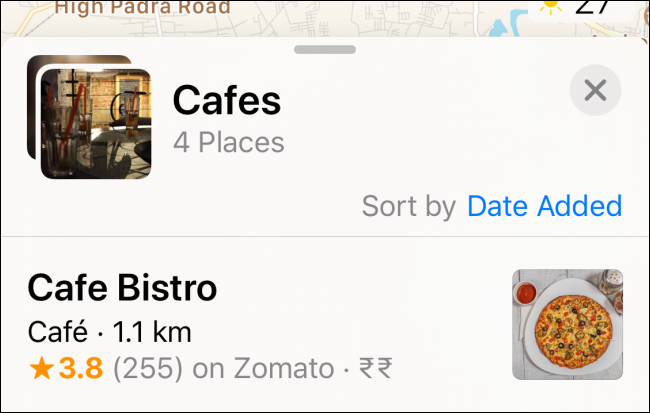 High Padra Road
27
Cafes
4 Places
Sort by Date Added
Cafe Bistro
Café · 1.1 km
★3.8 (255) on Zomato · ₹₹